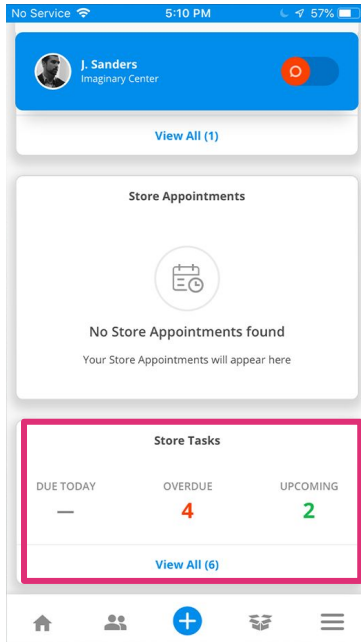 No Service 5:10 PM 57%
J. Sanders
Imaginary Center
View All (1)
Store Appointments
No Store Appointments found
Your Store Appointments will appear here
Store Tasks
DUE TODAY OVERDUE UPCOMING
— 4 2
View All (6)